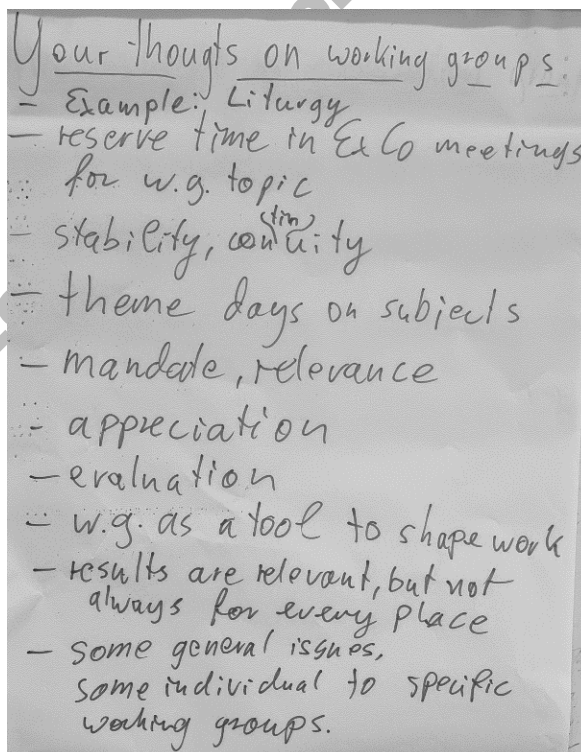 Your thougts on working groups:
- Example: Liturgy
- reserve time in ExCo meetings
for w.g. topic
- stability, con(tin)uity
- theme days on subjects
- mandate, relevance
- appreciation
- evaluation
- w.g. as a tool to shape work
- results are relevant, but not
always for every place
- some general issues,
some individual to specific
working groups.